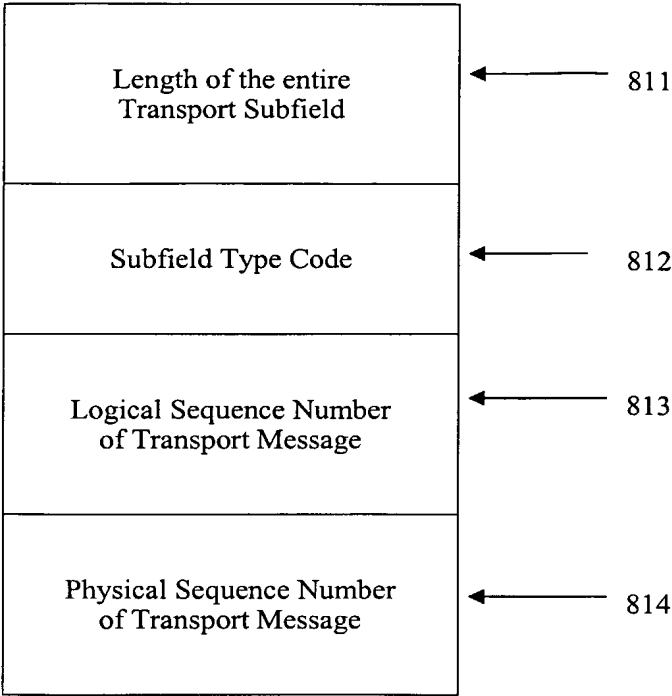 Length of the entire
Transport Subfield
811
Subfield Type Code
812
Logical Sequence Number
of Transport Message
813
Physical Sequence Number
of Transport Message
814